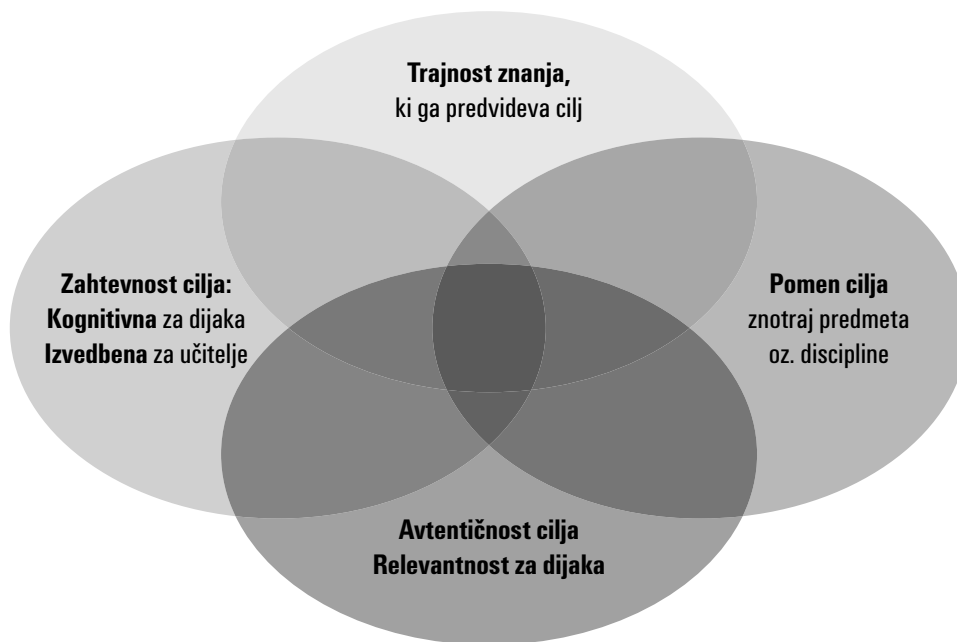 Trajnost znanja,
ki ga predvideva cilj
Zahtevnost cilja:
Kognitivna za dijaka
Izvedbena za učitelje
Pomen cilja
znotraj predmeta
oz. discipline
Avtentičnost cilja
Relevantnost za dijaka